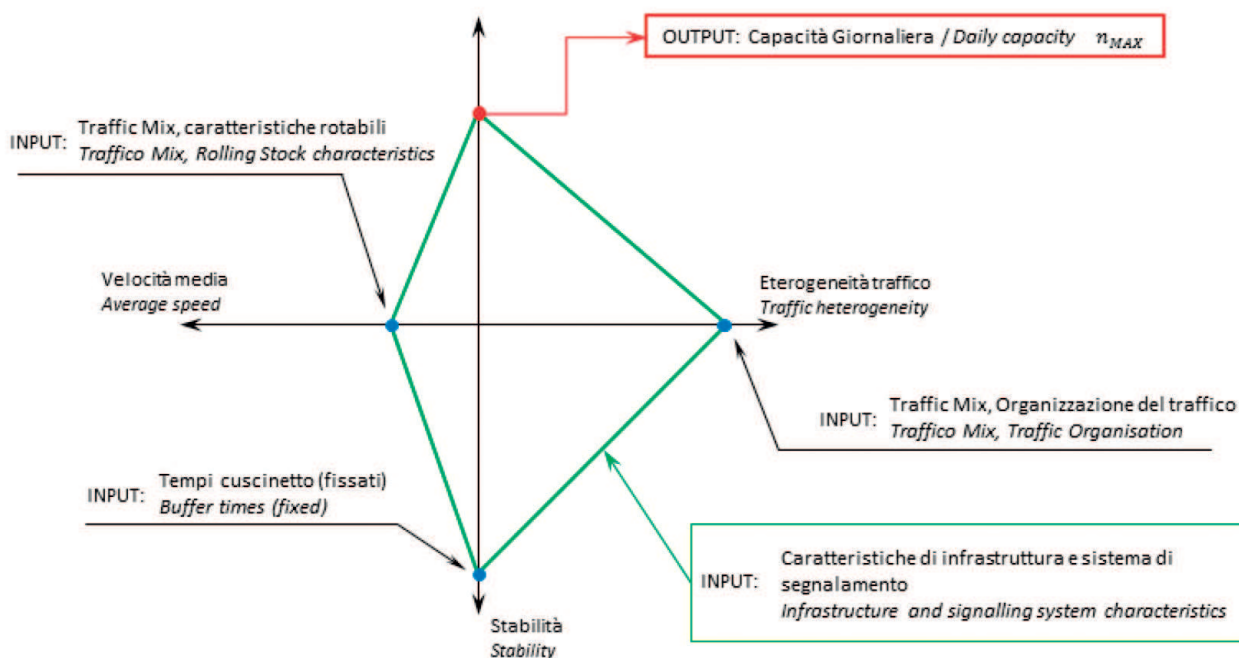 OUTPUT: Capacità Giornaliera / Daily capacity n_MAX
INPUT: Traffic Mix, caratteristiche rotabili
Traffico Mix, Rolling Stock characteristics
Velocità media
Average speed
Eterogeneità traffico
Traffic heterogeneity
INPUT: Traffic Mix, Organizzazione del traffico
Traffico Mix, Traffic Organisation
INPUT: Tempi cuscinetto (fissati)
Buffer times (fixed)
INPUT: Caratteristiche di infrastruttura e sistema di
segnalamento
Infrastructure and signalling system characteristics
Stabilità
Stability